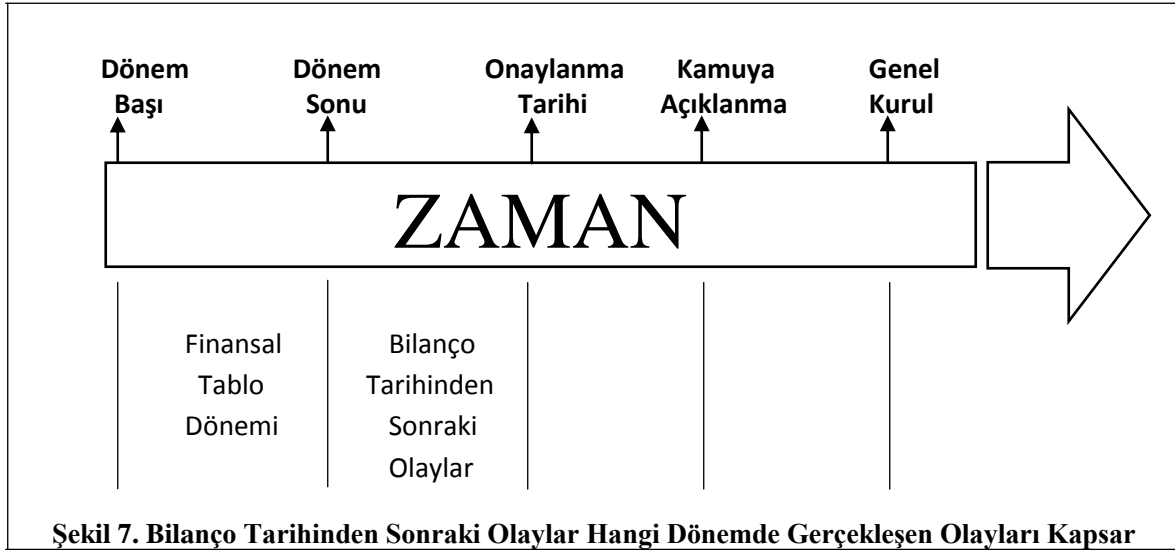 Dönem Başı
Dönem Sonu
Onaylanma Tarihi
Kamuya Açıklanma
Genel Kurul
ZAMAN
Finansal
Tablo
Dönemi
Bilanço
Tarihinden
Sonraki
Olaylar
Şekil 7. Bilanço Tarihinden Sonraki Olaylar Hangi Dönemde Gerçekleşen Olayları Kapsar